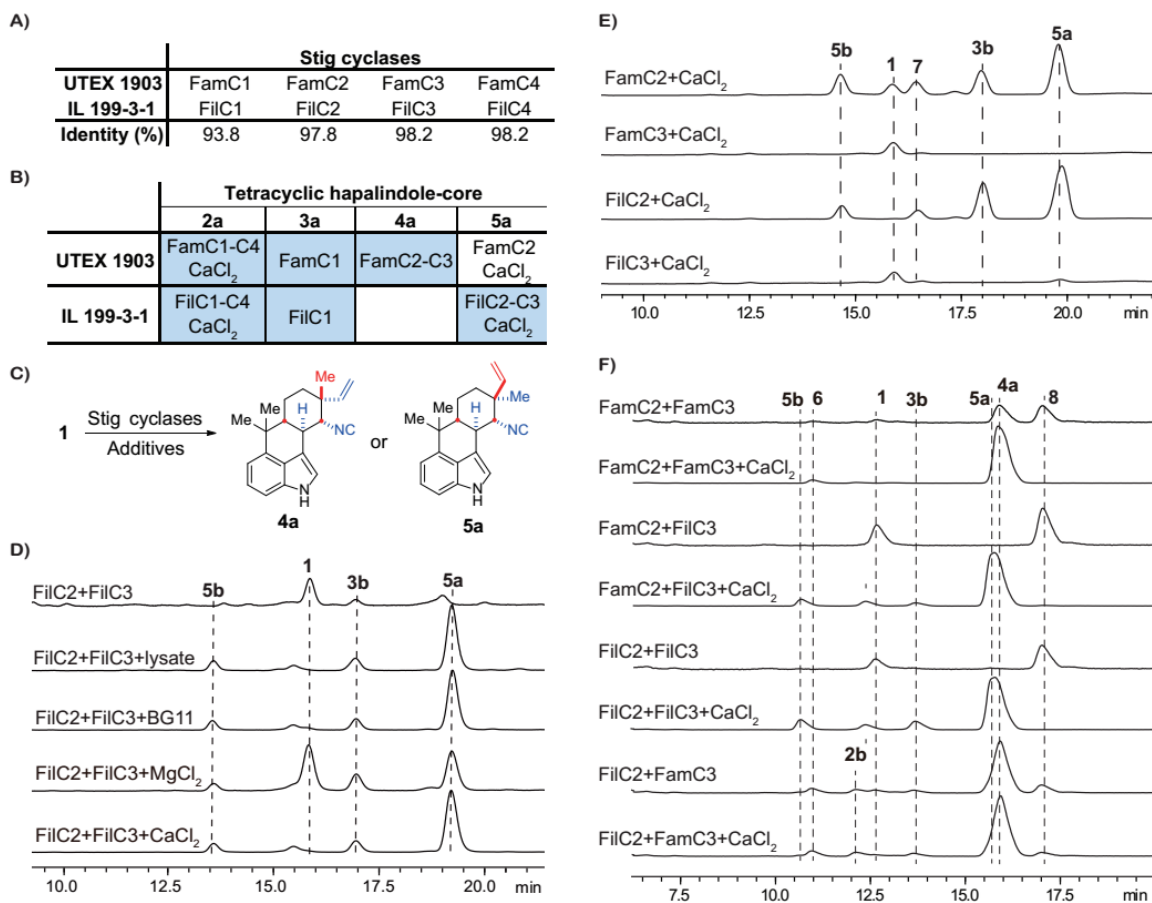 A)
Stig cyclases
UTEX 1903 FamC1 FamC2 FamC3 FamC4
IL 199-3-1 FilC1 FilC2 FilC3 FilC4
Identity (%) 93.8 97.8 98.2 98.2
B)
Tetracyclic hapalindole-core
2a 3a 4a 5a
UTEX 1903 FamC1-C4 CaCl2 FamC1 FamC2-C3 FamC2 CaCl2
IL 199-3-1 FilC1-C4 CaCl2 FilC1 FilC2-C3 CaCl2
C)
1 Stig cyclases
Additives
Me
H
Me
Me
NC
N
H
4a
or
H
Me
Me
Me
NC
N
H
5a
D)
5b 1 3b 5a
FilC2+FilC3
FilC2+FilC3+lysate
FilC2+FilC3+BG11
FilC2+FilC3+MgCl2
FilC2+FilC3+CaCl2
10.0 12.5 15.0 17.5 20.0 min
E)
5b 1 7 3b 5a
FamC2+CaCl2
FamC3+CaCl2
FilC2+CaCl2
FilC3+CaCl2
10.0 12.5 15.0 17.5 20.0 min
F)
5b 6 1 3b 5a 4a 8
FamC2+FamC3
FamC2+FamC3+CaCl2
FamC2+FilC3
FamC2+FilC3+CaCl2
FilC2+FilC3
FilC2+FilC3+CaCl2
2b
FilC2+FamC3
FilC2+FamC3+CaCl2
7.5 10.0 12.5 15.0 17.5 min